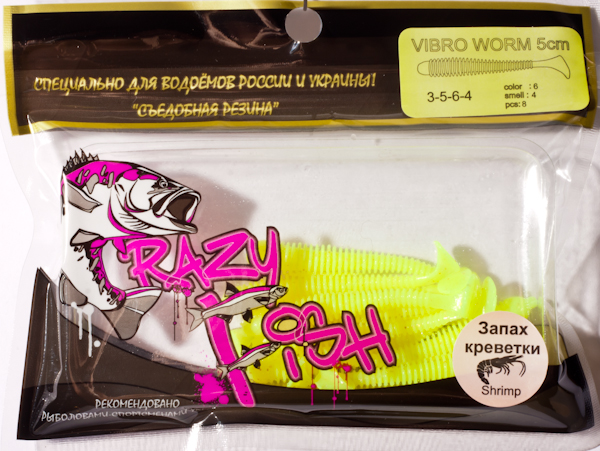 СПЕЦИАЛЬНО ДЛЯ ВОДОЁМОВ РОССИИ И УКРАИНЫ!
"СЪЕДОБНАЯ РЕЗИНА"
VIBRO WORM 5cm
3-5-6-4
color : 6
smell : 4
pcs: 8
CRAZY
FISH
Запах
креветки
Shrimp
РЕКОМЕНДОВАНО
РЫБОЛОВАМИ-СПОРТСМЕНАМИ